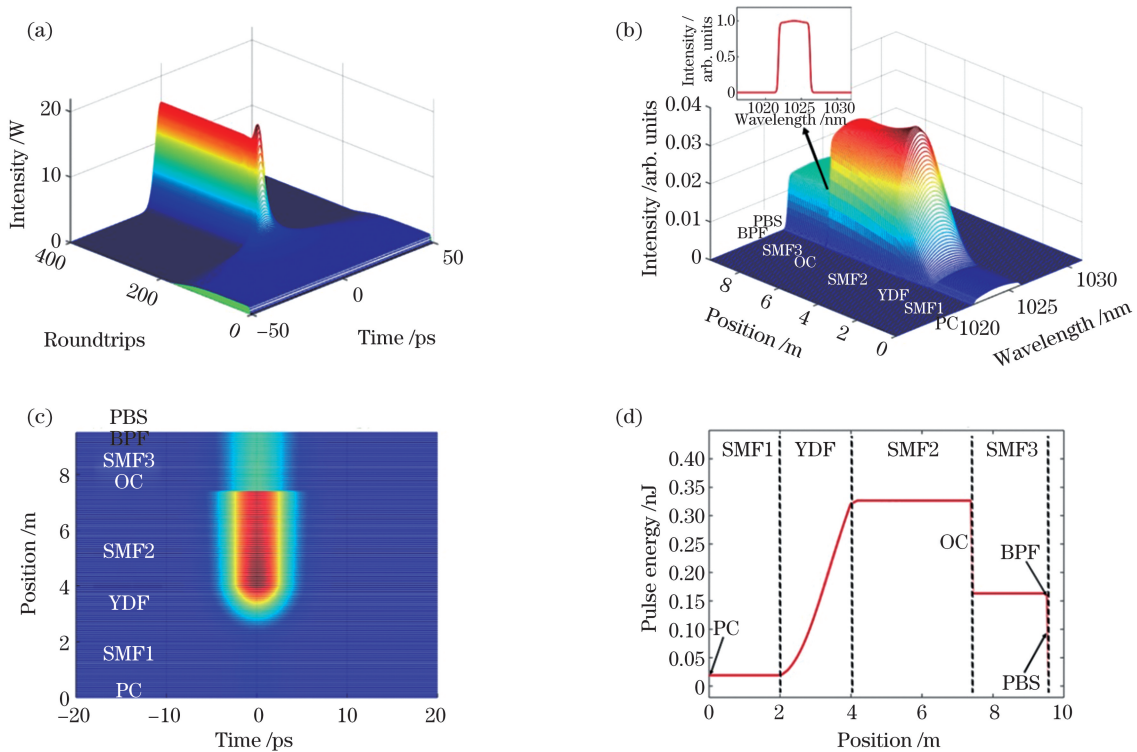 (a)
Intensity /W
20
10
0
400
200
0
Roundtrips
−50
0
50
Time /ps
(b)
Intensity /
arb. units
1.0
0.5
0
1020 1025 1032
Wavelength /nm
Intensity /arb. units
0.04
0.03
0.02
0.01
0
PBS
BPF
SMF3
OC
SMF2
YDF
SMF1
PC
8
6
4
2
0
Position /m
1020
1025
1030
Wavelength /nm
(c)
Position /m
8
6
4
2
0
PBS
BPF
SMF3
OC
SMF2
YDF
SMF1
PC
−20 −10 0 10 20
Time /ps
(d)
Pulse energy /nJ
0.40
0.35
0.30
0.25
0.20
0.15
0.10
0.05
0
SMF1 YDF SMF2 SMF3
OC
BPF
PC
PBS
0 2 4 6 8 10
Position /m